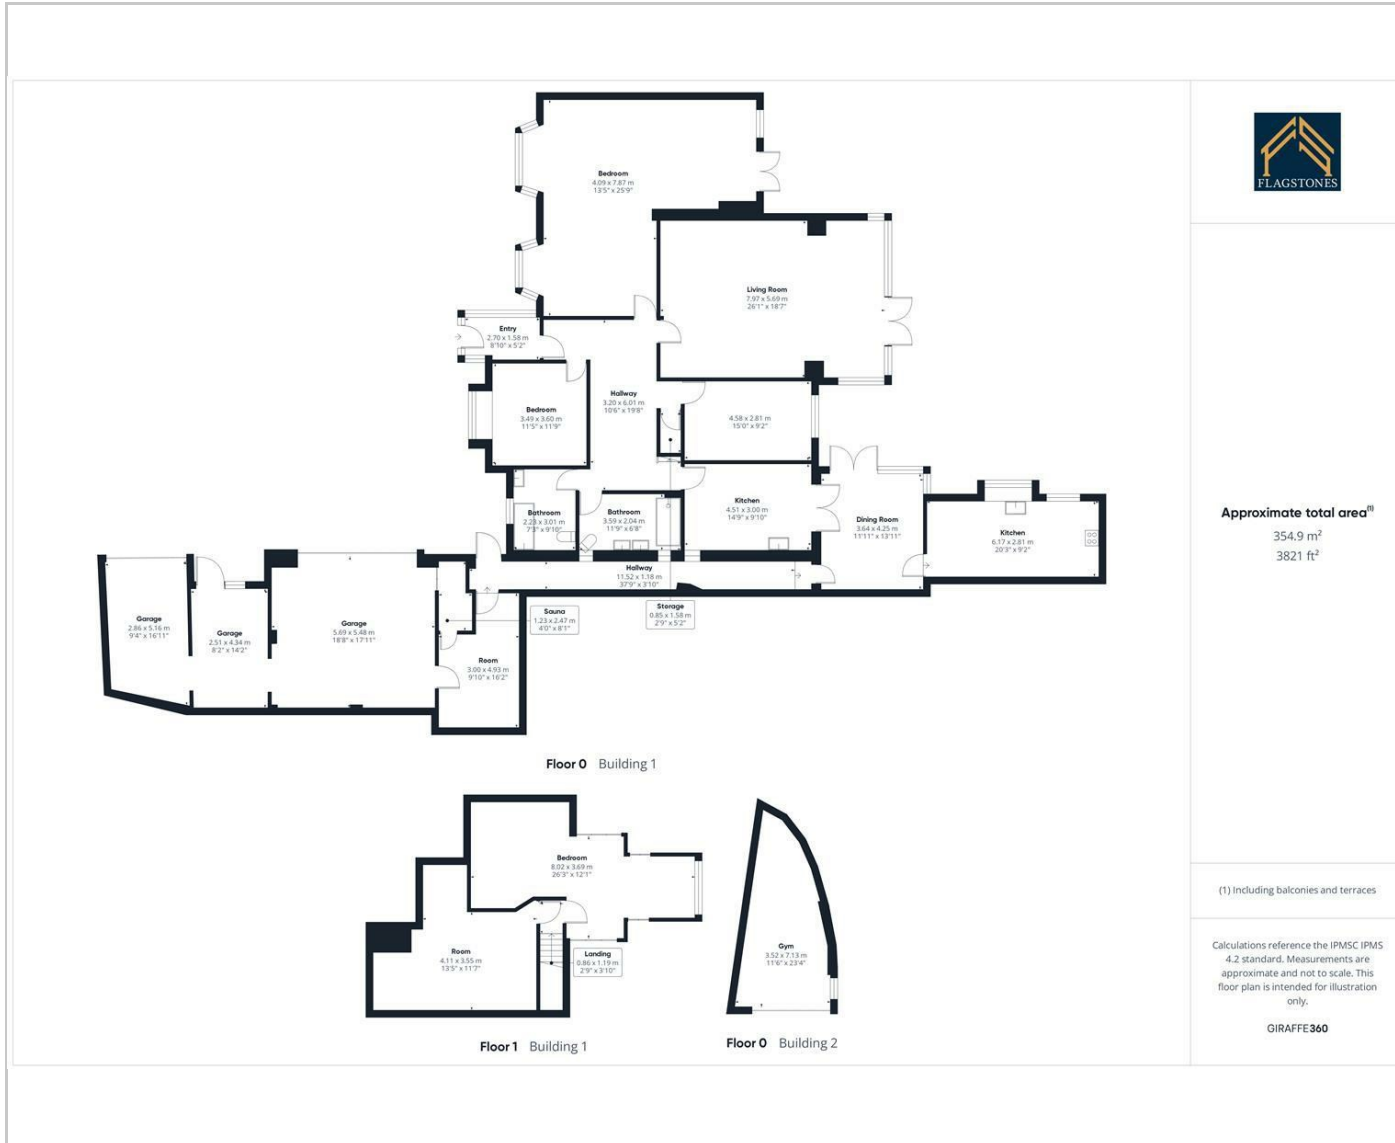 Bedroom
4.09 x 7.87 m
13'5" x 25'9"
Living Room
7.97 x 5.69 m
26'1" x 18'7"
Entry
2.70 x 1.58 m
8'10" x 5'2"
Bedroom
3.49 x 3.60 m
11'5" x 11'9"
Hallway
3.20 x 6.01 m
10'6" x 19'8"
4.58 x 2.81 m
15'0" x 9'2"
Bathroom
2.23 x 3.01 m
7'3" x 9'10"
Bathroom
3.59 x 2.04 m
11'9" x 6'8"
Kitchen
4.51 x 3.00 m
14'9" x 9'10"
Dining Room
3.64 x 4.25 m
11'11" x 13'11"
Kitchen
6.17 x 2.81 m
20'3" x 9'2"
Hallway
11.52 x 1.18 m
37'9" x 3'10"
Garage
2.86 x 5.16 m
9'4" x 16'11"
Garage
2.51 x 4.34 m
8'2" x 14'2"
Garage
5.69 x 5.48 m
18'8" x 17'11"
Sauna
1.23 x 2.47 m
4'0" x 8'1"
Storage
0.85 x 1.58 m
2'9" x 5'2"
Room
3.00 x 4.93 m
9'10" x 16'2"
Floor 0 Building 1
Bedroom
8.02 x 3.69 m
26'3" x 12'1"
Room
4.11 x 3.55 m
13'5" x 11'7"
Landing
0.86 x 1.19 m
2'9" x 3'10"
Floor 1 Building 1
Gym
3.52 x 7.13 m
11'6" x 23'4"
Floor 0 Building 2
FLAGSTONES
Approximate total area(1)
354.9 m²
3821 ft²
(1) Including balconies and terraces
Calculations reference the IPMSC IPMS
4.2 standard. Measurements are
approximate and not to scale. This
floor plan is intended for illustration
only.
GIRAFFE360